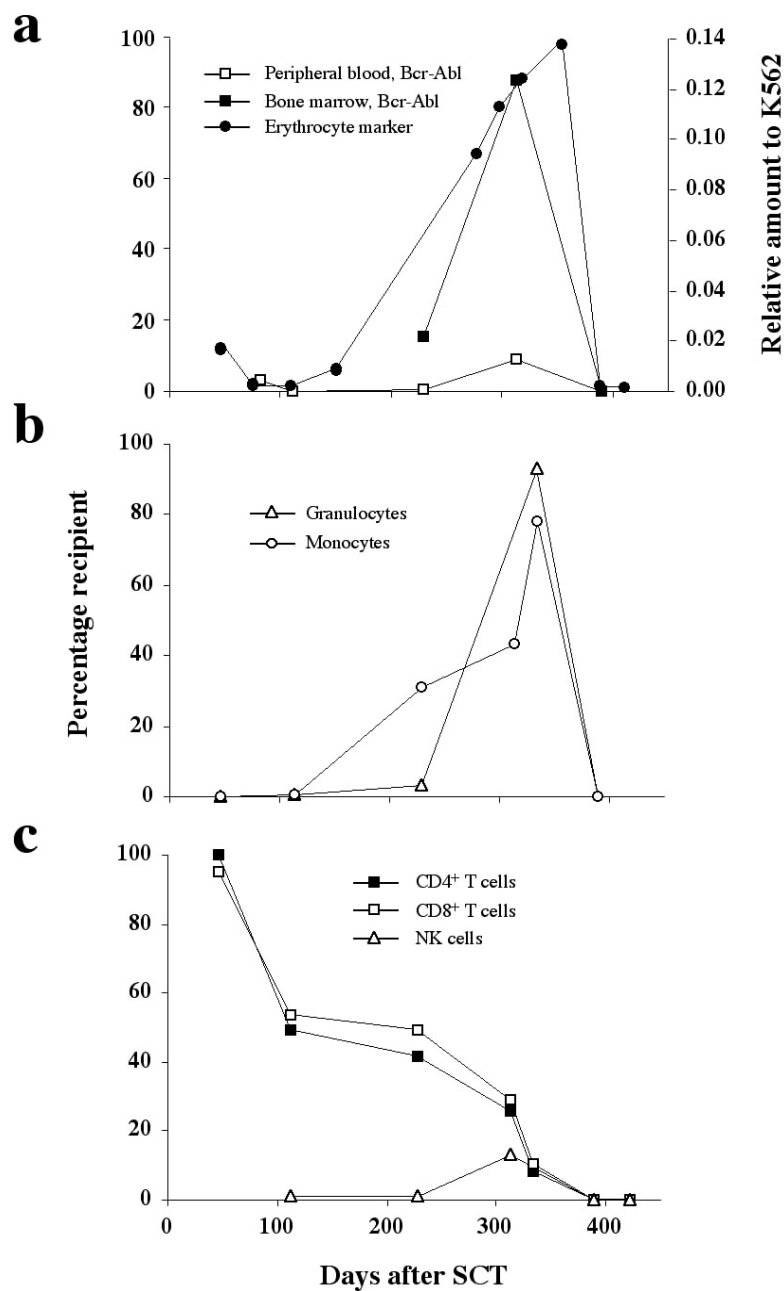 a
100
80
60
40
20
0
Peripheral blood, Bcr-Abl
Bone marrow, Bcr-Abl
Erythrocyte marker
0.14
0.12
0.10
0.08
0.06
0.04
0.02
0.00
Relative amount to K562
b
100
80
60
40
20
0
Granulocytes
Monocytes
Percentage recipient
c
100
80
60
40
20
0
CD4⁺ T cells
CD8⁺ T cells
NK cells
0 100 200 300 400
Days after SCT